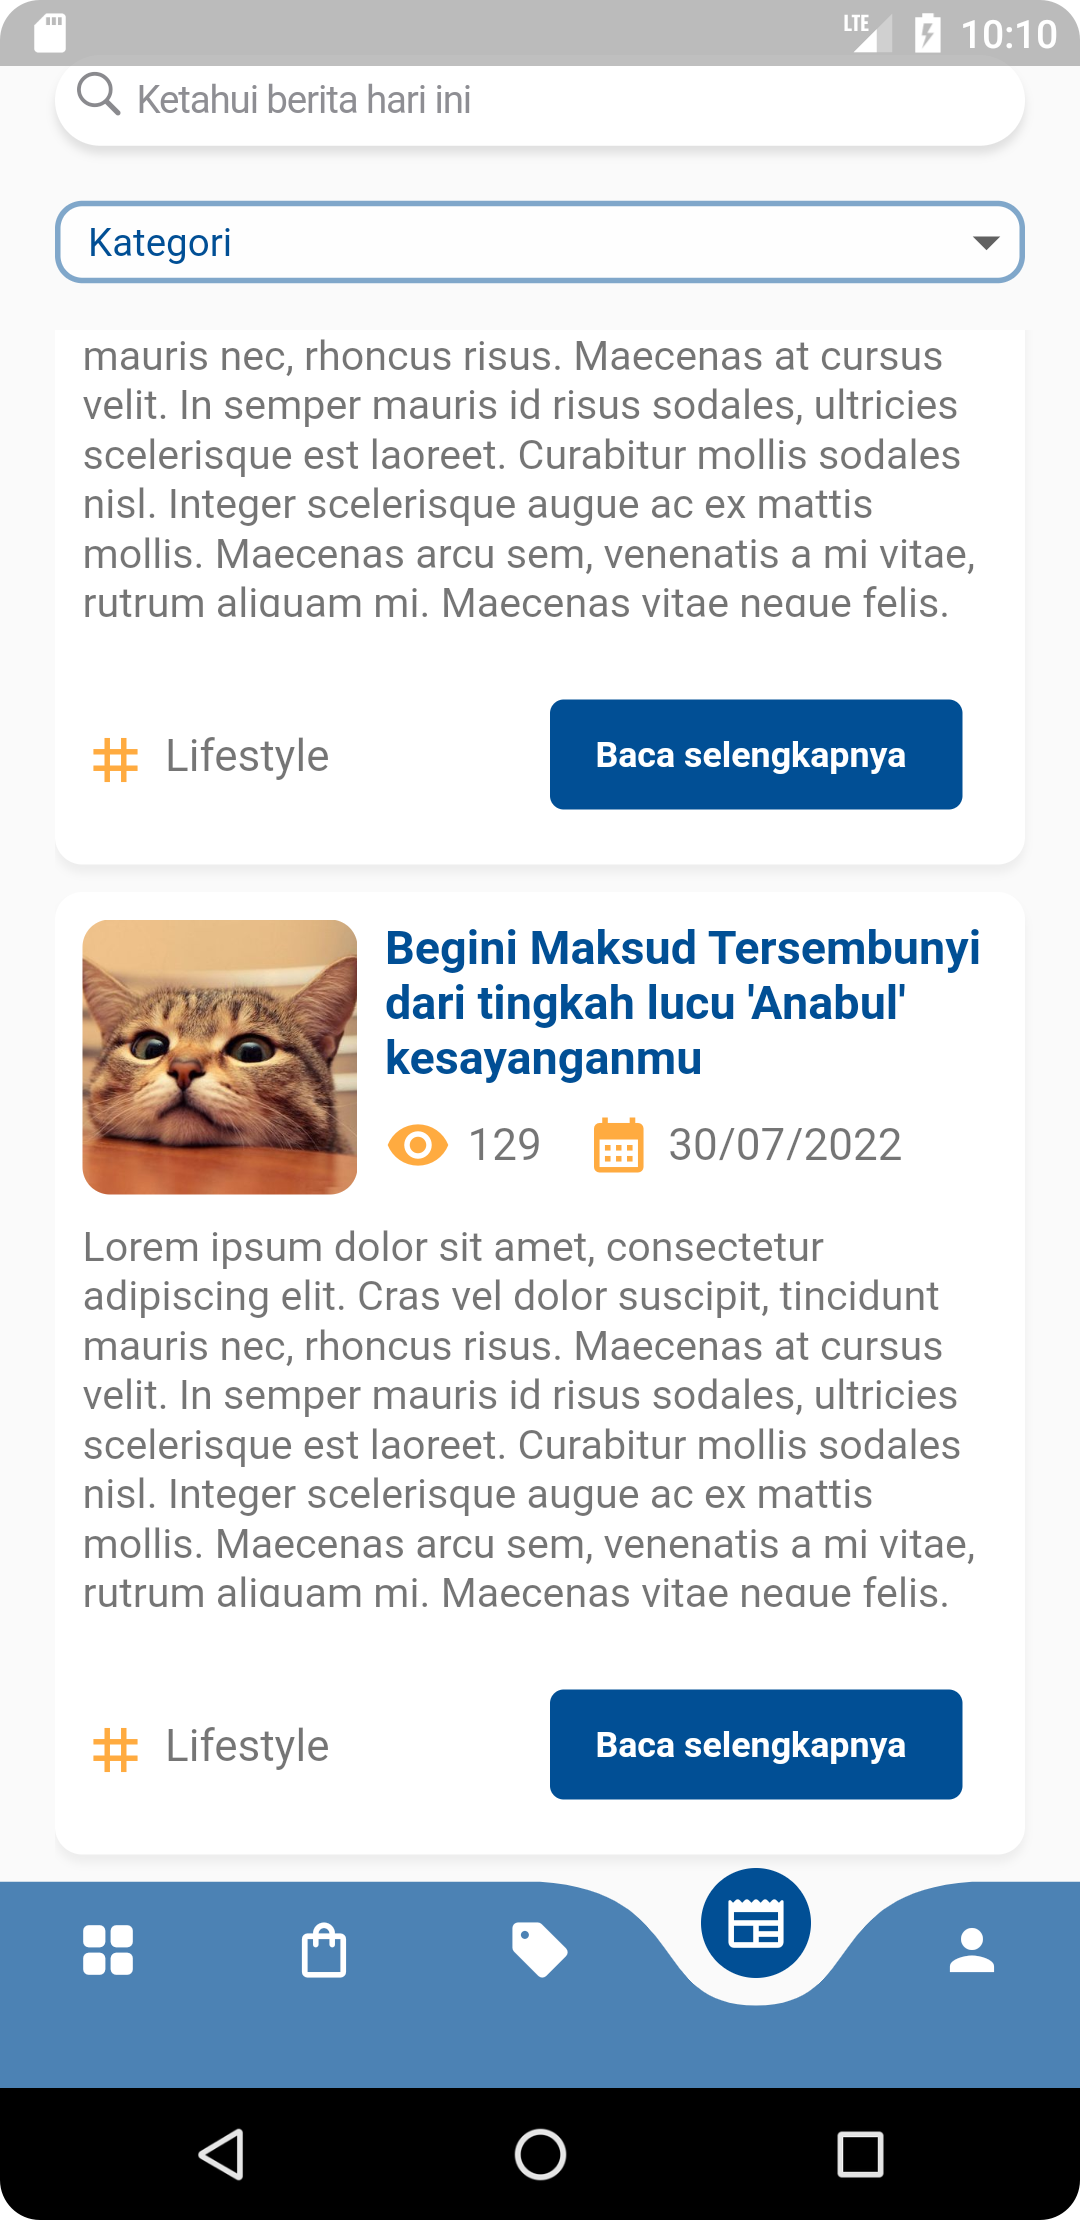 LTE 10:10
Ketahui berita hari ini
Kategori
mauris nec, rhoncus risus. Maecenas at cursus
velit. In semper mauris id risus sodales, ultricies
scelerisque est laoreet. Curabitur mollis sodales
nisl. Integer scelerisque augue ac ex mattis
mollis. Maecenas arcu sem, venenatis a mi vitae,
rutrum aliquam mi. Maecenas vitae neque felis.
Lifestyle
Baca selengkapnya
Begini Maksud Tersembunyi
dari tingkah lucu 'Anabul'
kesayanganmu
129
30/07/2022
Lorem ipsum dolor sit amet, consectetur
adipiscing elit. Cras vel dolor suscipit, tincidunt
mauris nec, rhoncus risus. Maecenas at cursus
velit. In semper mauris id risus sodales, ultricies
scelerisque est laoreet. Curabitur mollis sodales
nisl. Integer scelerisque augue ac ex mattis
mollis. Maecenas arcu sem, venenatis a mi vitae,
rutrum aliquam mi. Maecenas vitae neque felis.
Lifestyle
Baca selengkapnya